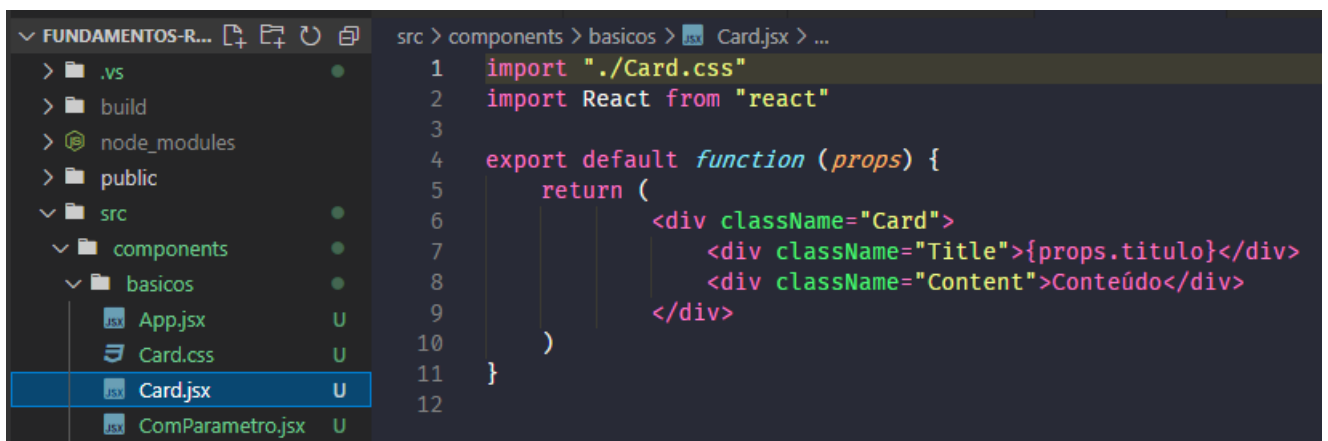 FUNDAMENTOS-R...
.vs
build
node_modules
public
src
components
basicos
App.jsx U
Card.css U
Card.jsx U
ComParametro.jsx U
src > components > basicos > Card.jsx > ...
1 import "./Card.css"
2 import React from "react"
3
4 export default function (props) {
5 return (
6 <div className="Card">
7 <div className="Title">{props.titulo}</div>
8 <div className="Content">Conteúdo</div>
9 </div>
10 )
11 }
12